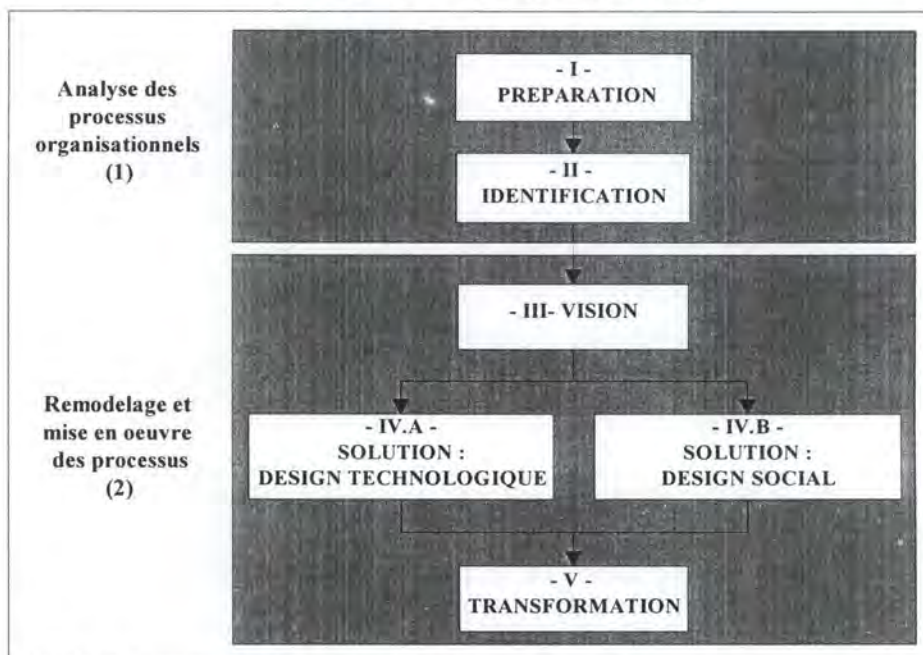 Analyse des
processus
organisationnels
(1)
- I -
PREPARATION
- II -
IDENTIFICATION
Remodelage et
mise en oeuvre
des processus
(2)
- III- VISION
- IV.A -
SOLUTION :
DESIGN TECHNOLOGIQUE
- IV.B -
SOLUTION :
DESIGN SOCIAL
- V -
TRANSFORMATION